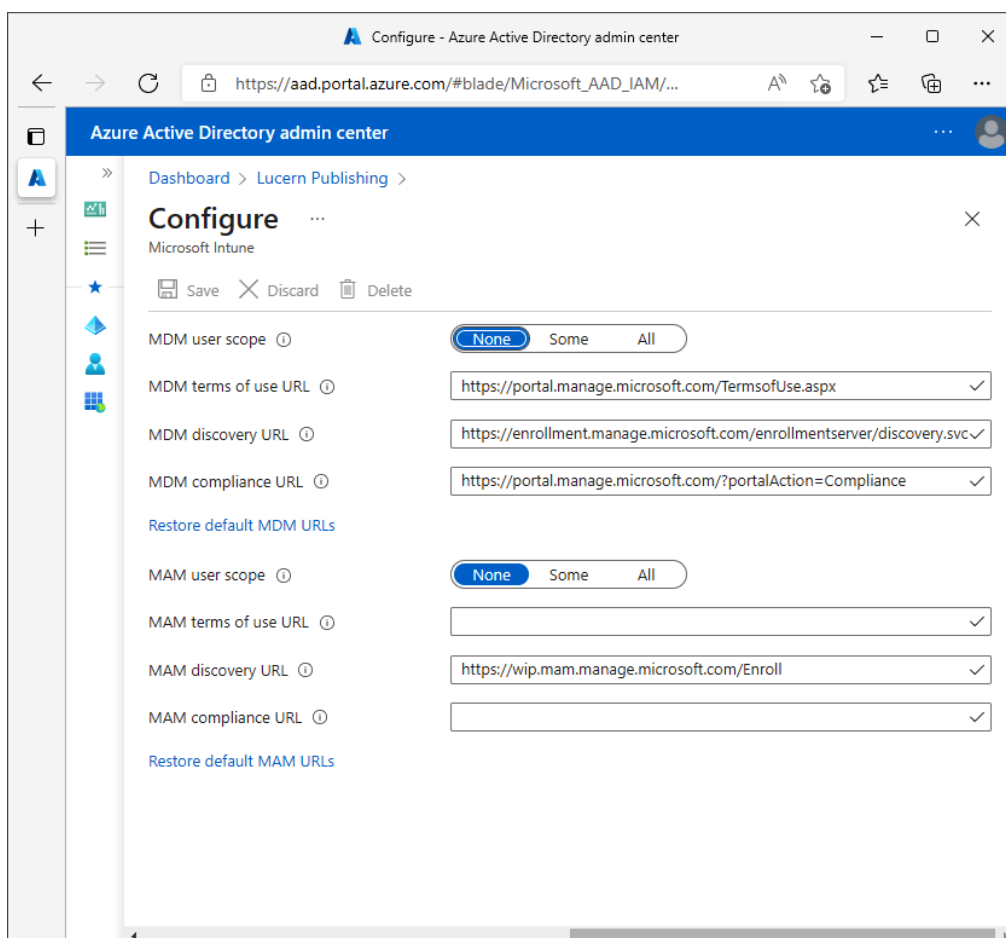 Configure - Azure Active Directory admin center
https://aad.portal.azure.com/#blade/Microsoft_AAD_IAM/...
Azure Active Directory admin center
Dashboard > Lucern Publishing >
Configure ...
Microsoft Intune
Save Discard Delete
MDM user scope None Some All
MDM terms of use URL https://portal.manage.microsoft.com/TermsofUse.aspx
MDM discovery URL https://enrollment.manage.microsoft.com/enrollmentserver/discovery.svc
MDM compliance URL https://portal.manage.microsoft.com/?portalAction=Compliance
Restore default MDM URLs
MAM user scope None Some All
MAM terms of use URL
MAM discovery URL https://wip.mam.manage.microsoft.com/Enroll
MAM compliance URL
Restore default MAM URLs